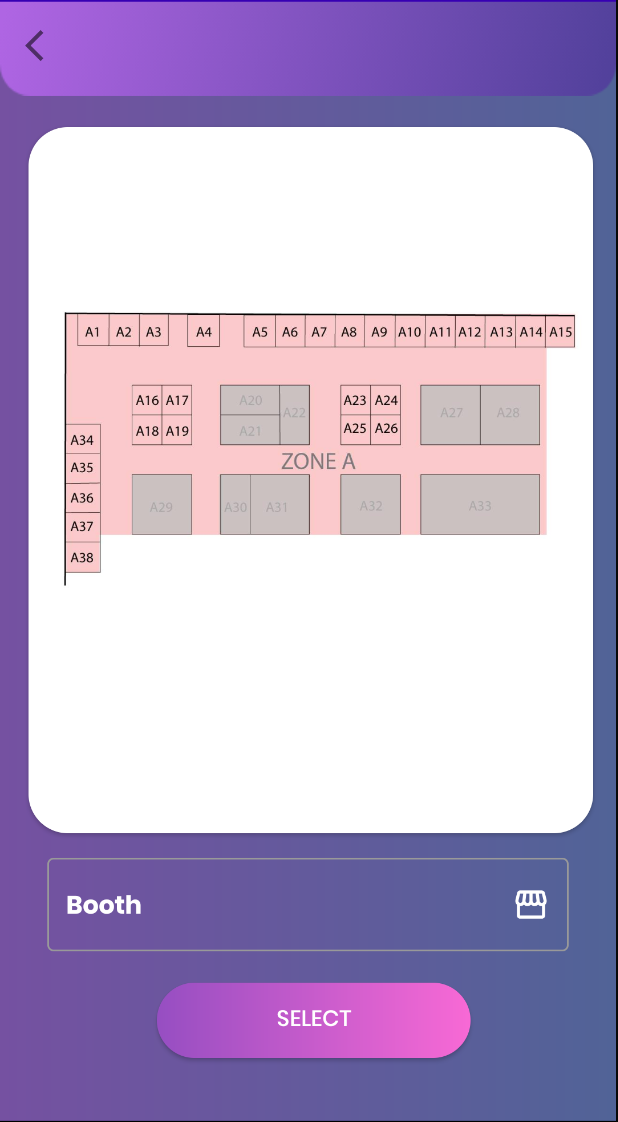 A1 A2 A3 A4 A5 A6 A7 A8 A9 A10 A11 A12 A13 A14 A15
A16 A17 A20 A22 A23 A24 A27 A28
A18 A19 A21 A25 A26
A34 ZONE A
A35
A36 A29 A30 A31 A32 A33
A37
A38
Booth
SELECT